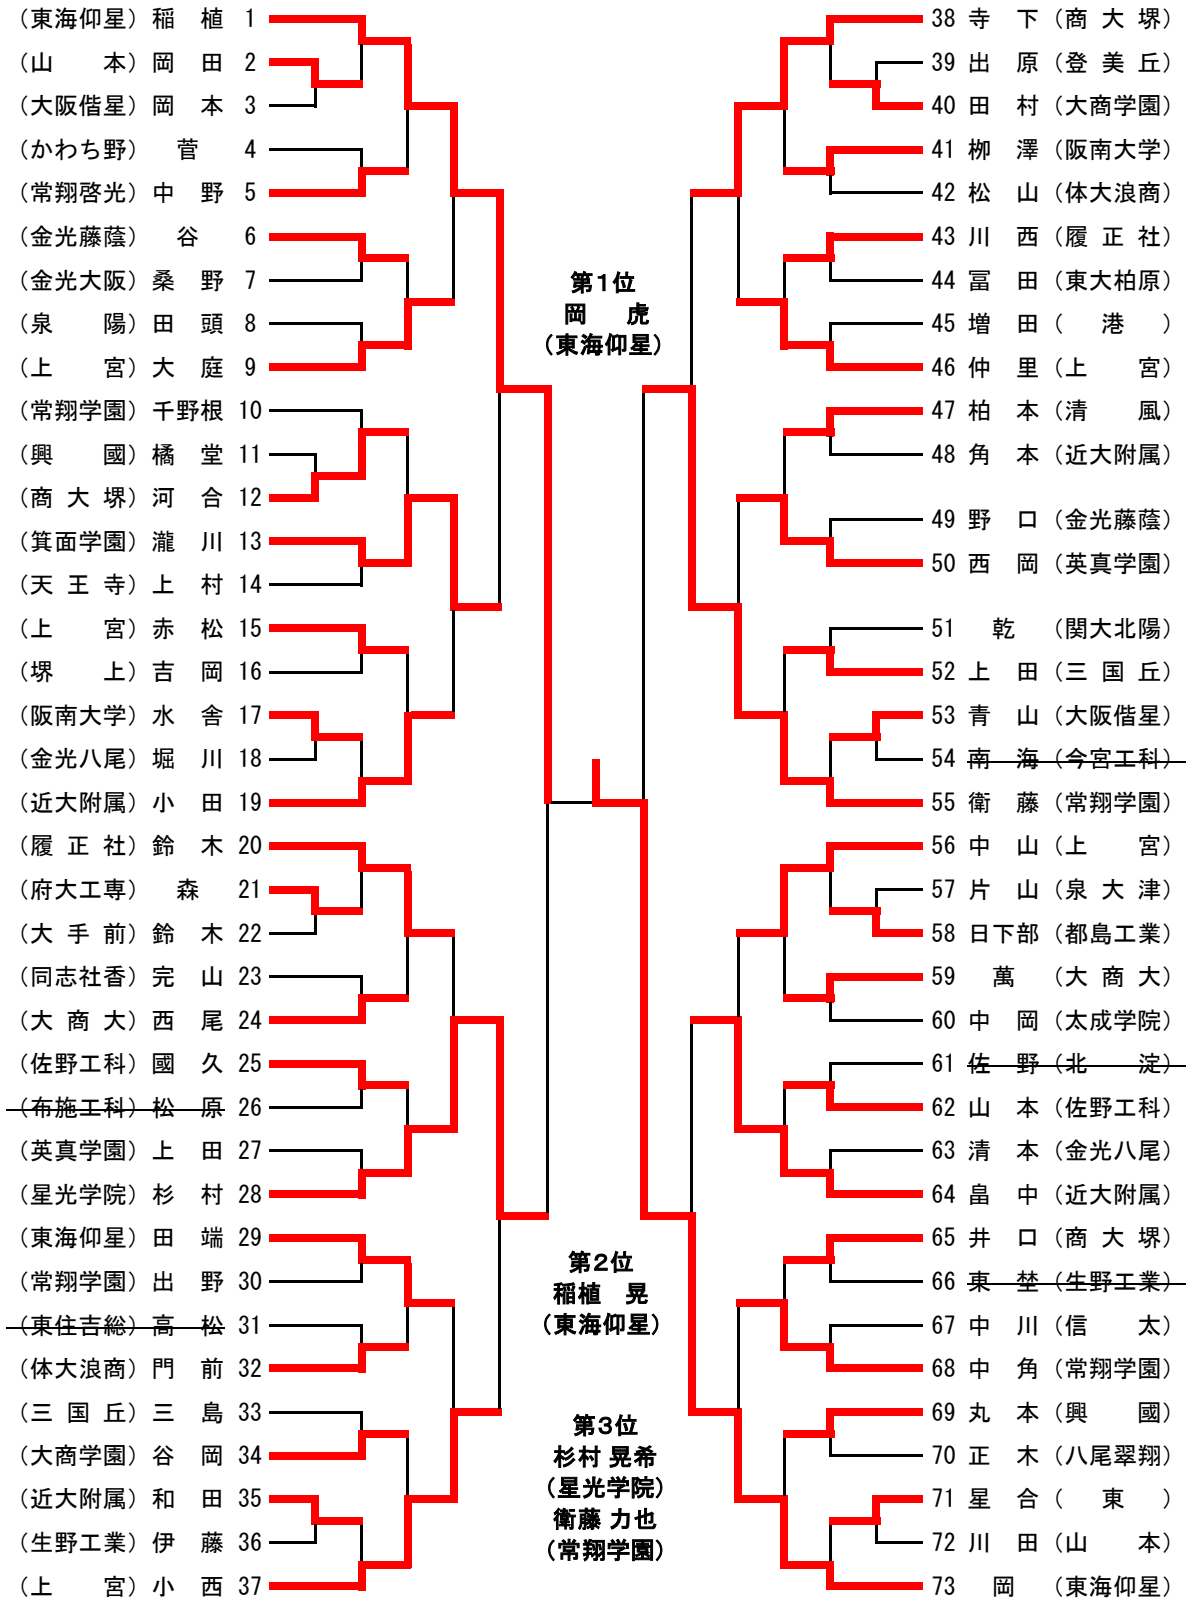 (東海仰星) 稲 植 1
(山 本) 岡 田 2
(大阪偕星) 岡 本 3
(かわち野) 菅 4
(常翔啓光) 中 野 5
(金光藤蔭) 谷 6
(金光大阪) 桑 野 7
(泉 陽) 田 頭 8
(上 宮) 大 庭 9
(常翔学園) 千野根 10
(興 國) 橘 堂 11
(商 大 堺) 河 合 12
(箕面学園) 瀧 川 13
(天 王 寺) 上 村 14
(上 宮) 赤 松 15
(堺 上) 吉 岡 16
(阪南大学) 水 舎 17
(金光八尾) 堀 川 18
(近大附属) 小 田 19
(履 正 社) 鈴 木 20
(府大工専) 森 21
(大 手 前) 鈴 木 22
(同志社香) 完 山 23
(大 商 大) 西 尾 24
(佐野工科) 國 久 25
(布施工科) 松 原 26
(英真学園) 上 田 27
(星光学院) 杉 村 28
(東海仰星) 田 端 29
(常翔学園) 出 野 30
(東住吉総) 高 松 31
(体大浪商) 門 前 32
(三 国 丘) 三 島 33
(大商学園) 谷 岡 34
(近大附属) 和 田 35
(生野工業) 伊 藤 36
(上 宮) 小 西 37
第1位
岡 虎
(東海仰星)
第2位
稲植 晃
(東海仰星)
第3位
杉村 晃希
(星光学院)
衛藤 力也
(常翔学園)
38 寺 下 (商 大 堺)
39 出 原 (登 美 丘)
40 田 村 (大商学園)
41 栁 澤 (阪南大学)
42 松 山 (体大浪商)
43 川 西 (履 正 社)
44 冨 田 (東大柏原)
45 増 田 ( 港 )
46 仲 里 (上 宮)
47 柏 本 (清 風)
48 角 本 (近大附属)
49 野 口 (金光藤蔭)
50 西 岡 (英真学園)
51 乾 (関大北陽)
52 上 田 (三 国 丘)
53 青 山 (大阪偕星)
54 南 海 (今宮工科)
55 衛 藤 (常翔学園)
56 中 山 (上 宮)
57 片 山 (泉 大 津)
58 日下部 (都島工業)
59 萬 (大 商 大)
60 中 岡 (太成学院)
61 佐 野 (北 淀)
62 山 本 (佐野工科)
63 清 本 (金光八尾)
64 畠 中 (近大附属)
65 井 口 (商 大 堺)
66 東 埜 (生野工業)
67 中 川 (信 太)
68 中 角 (常翔学園)
69 丸 本 (興 國)
70 正 木 (八尾翠翔)
71 星 合 ( 東 )
72 川 田 (山 本)
73 岡 (東海仰星)